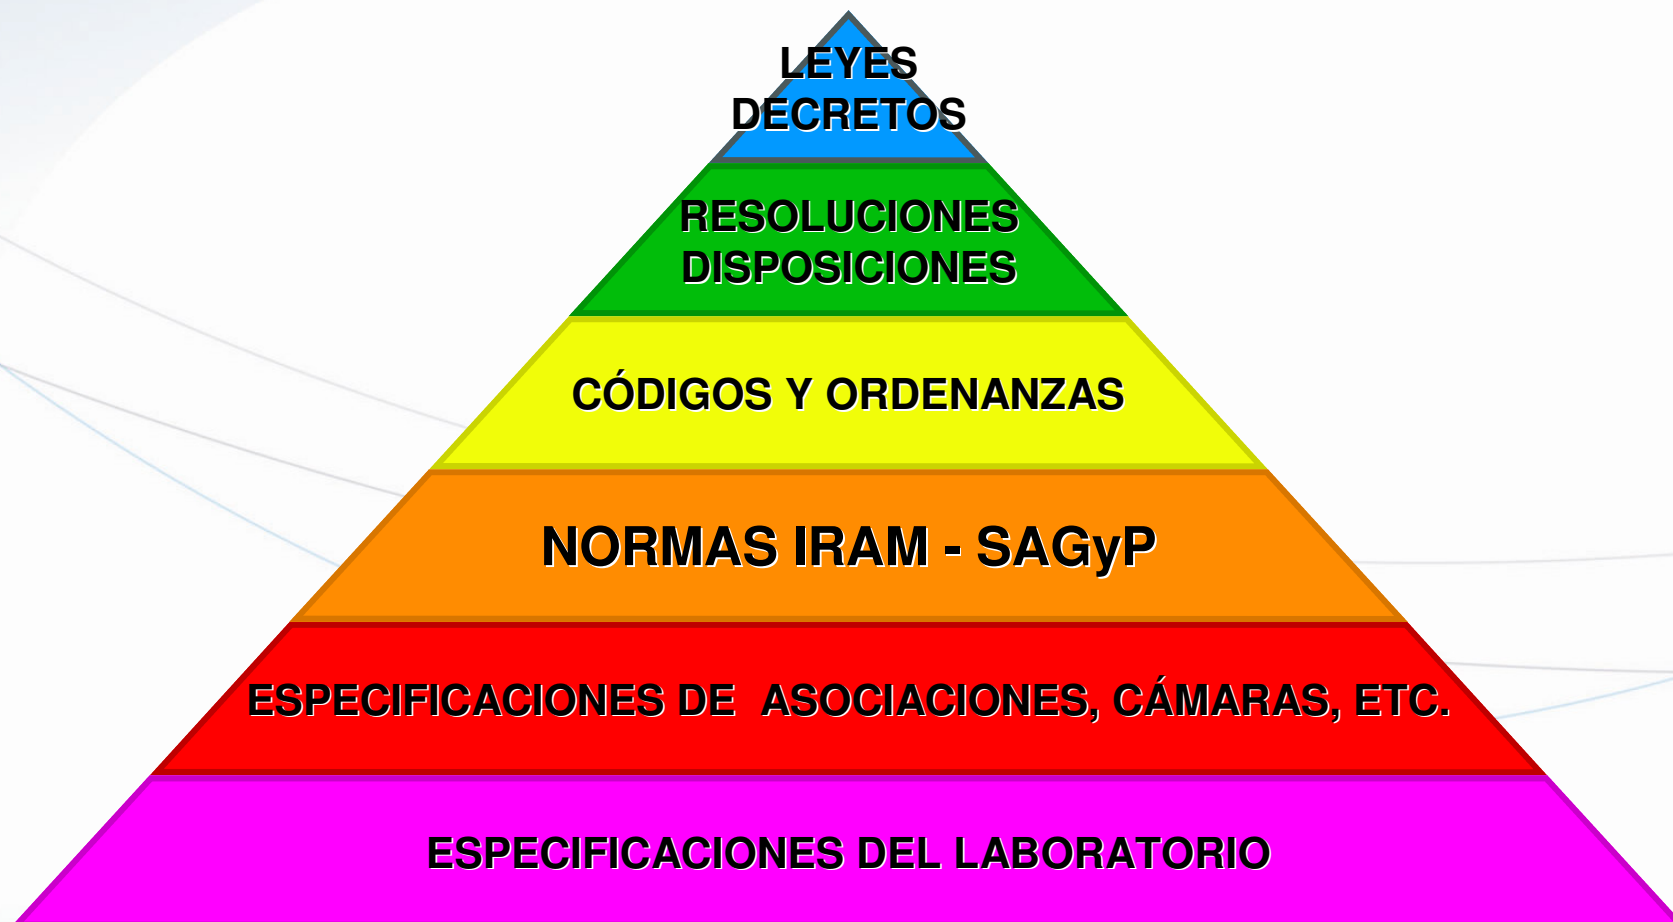 LEYES
DECRETOS
RESOLUCIONES
DISPOSICIONES
CÓDIGOS Y ORDENANZAS
NORMAS IRAM - SAGyP
ESPECIFICACIONES DE  ASOCIACIONES, CÁMARAS, ETC.
ESPECIFICACIONES DEL LABORATORIO